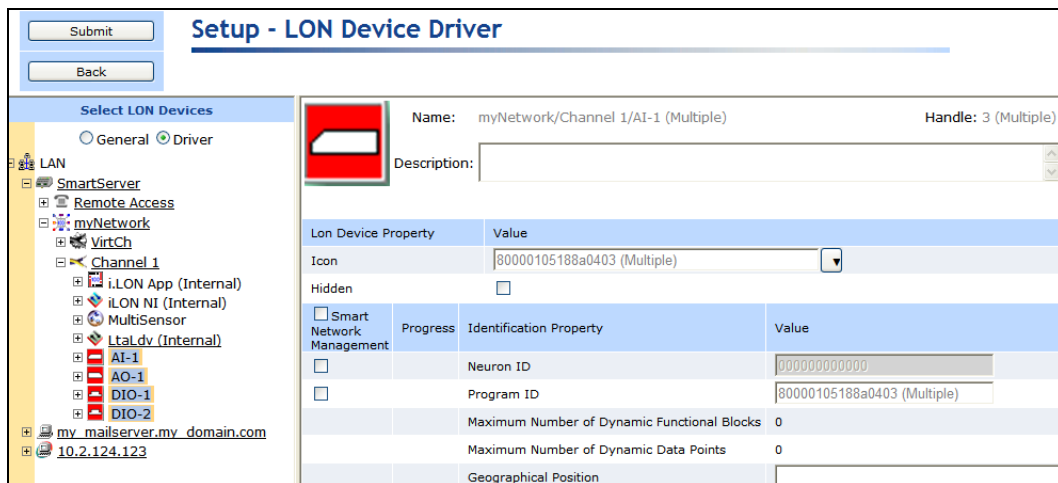 Submit
Setup - LON Device Driver
Back
Select LON Devices
General Driver
LAN
SmartServer
Remote Access
myNetwork
VirtCh
Channel 1
i.LON App (Internal)
iLON NI (Internal)
MultiSensor
LtaLdv (Internal)
AI-1
AO-1
DIO-1
DIO-2
my_mailserver.my_domain.com
10.2.124.123
Name: myNetwork/Channel 1/AI-1 (Multiple) Handle: 3 (Multiple)
Description:
Lon Device Property Value
Icon 80000105188a0403 (Multiple)
Hidden
Smart Network Management Progress Identification Property Value
Neuron ID 000000000000
Program ID 80000105188a0403 (Multiple)
Maximum Number of Dynamic Functional Blocks 0
Maximum Number of Dynamic Data Points 0
Geographical Position